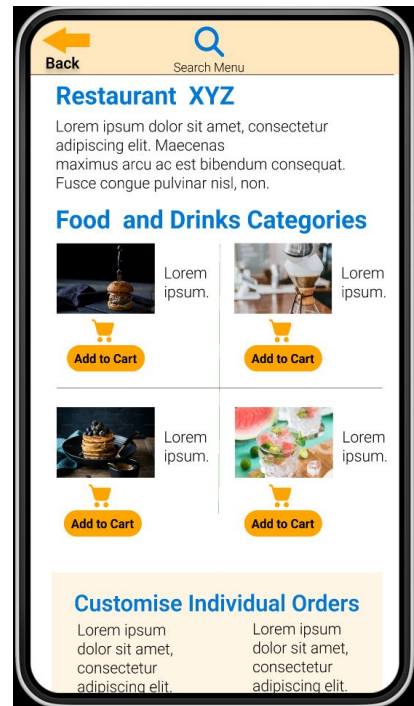 Back
Search Menu
Restaurant XYZ
Lorem ipsum dolor sit amet, consectetur
adipiscing elit. Maecenas
maximus arcu ac est bibendum consequat.
Fusce congue pulvinar nisl, non.
Food and Drinks Categories
Lorem
ipsum.
Lorem
ipsum.
Add to Cart
Add to Cart
Lorem
ipsum.
Lorem
ipsum.
Add to Cart
Add to Cart
Customise Individual Orders
Lorem ipsum
dolor sit amet,
consectetur
adipiscing elit.
Lorem ipsum
dolor sit amet,
consectetur
adipiscing elit.